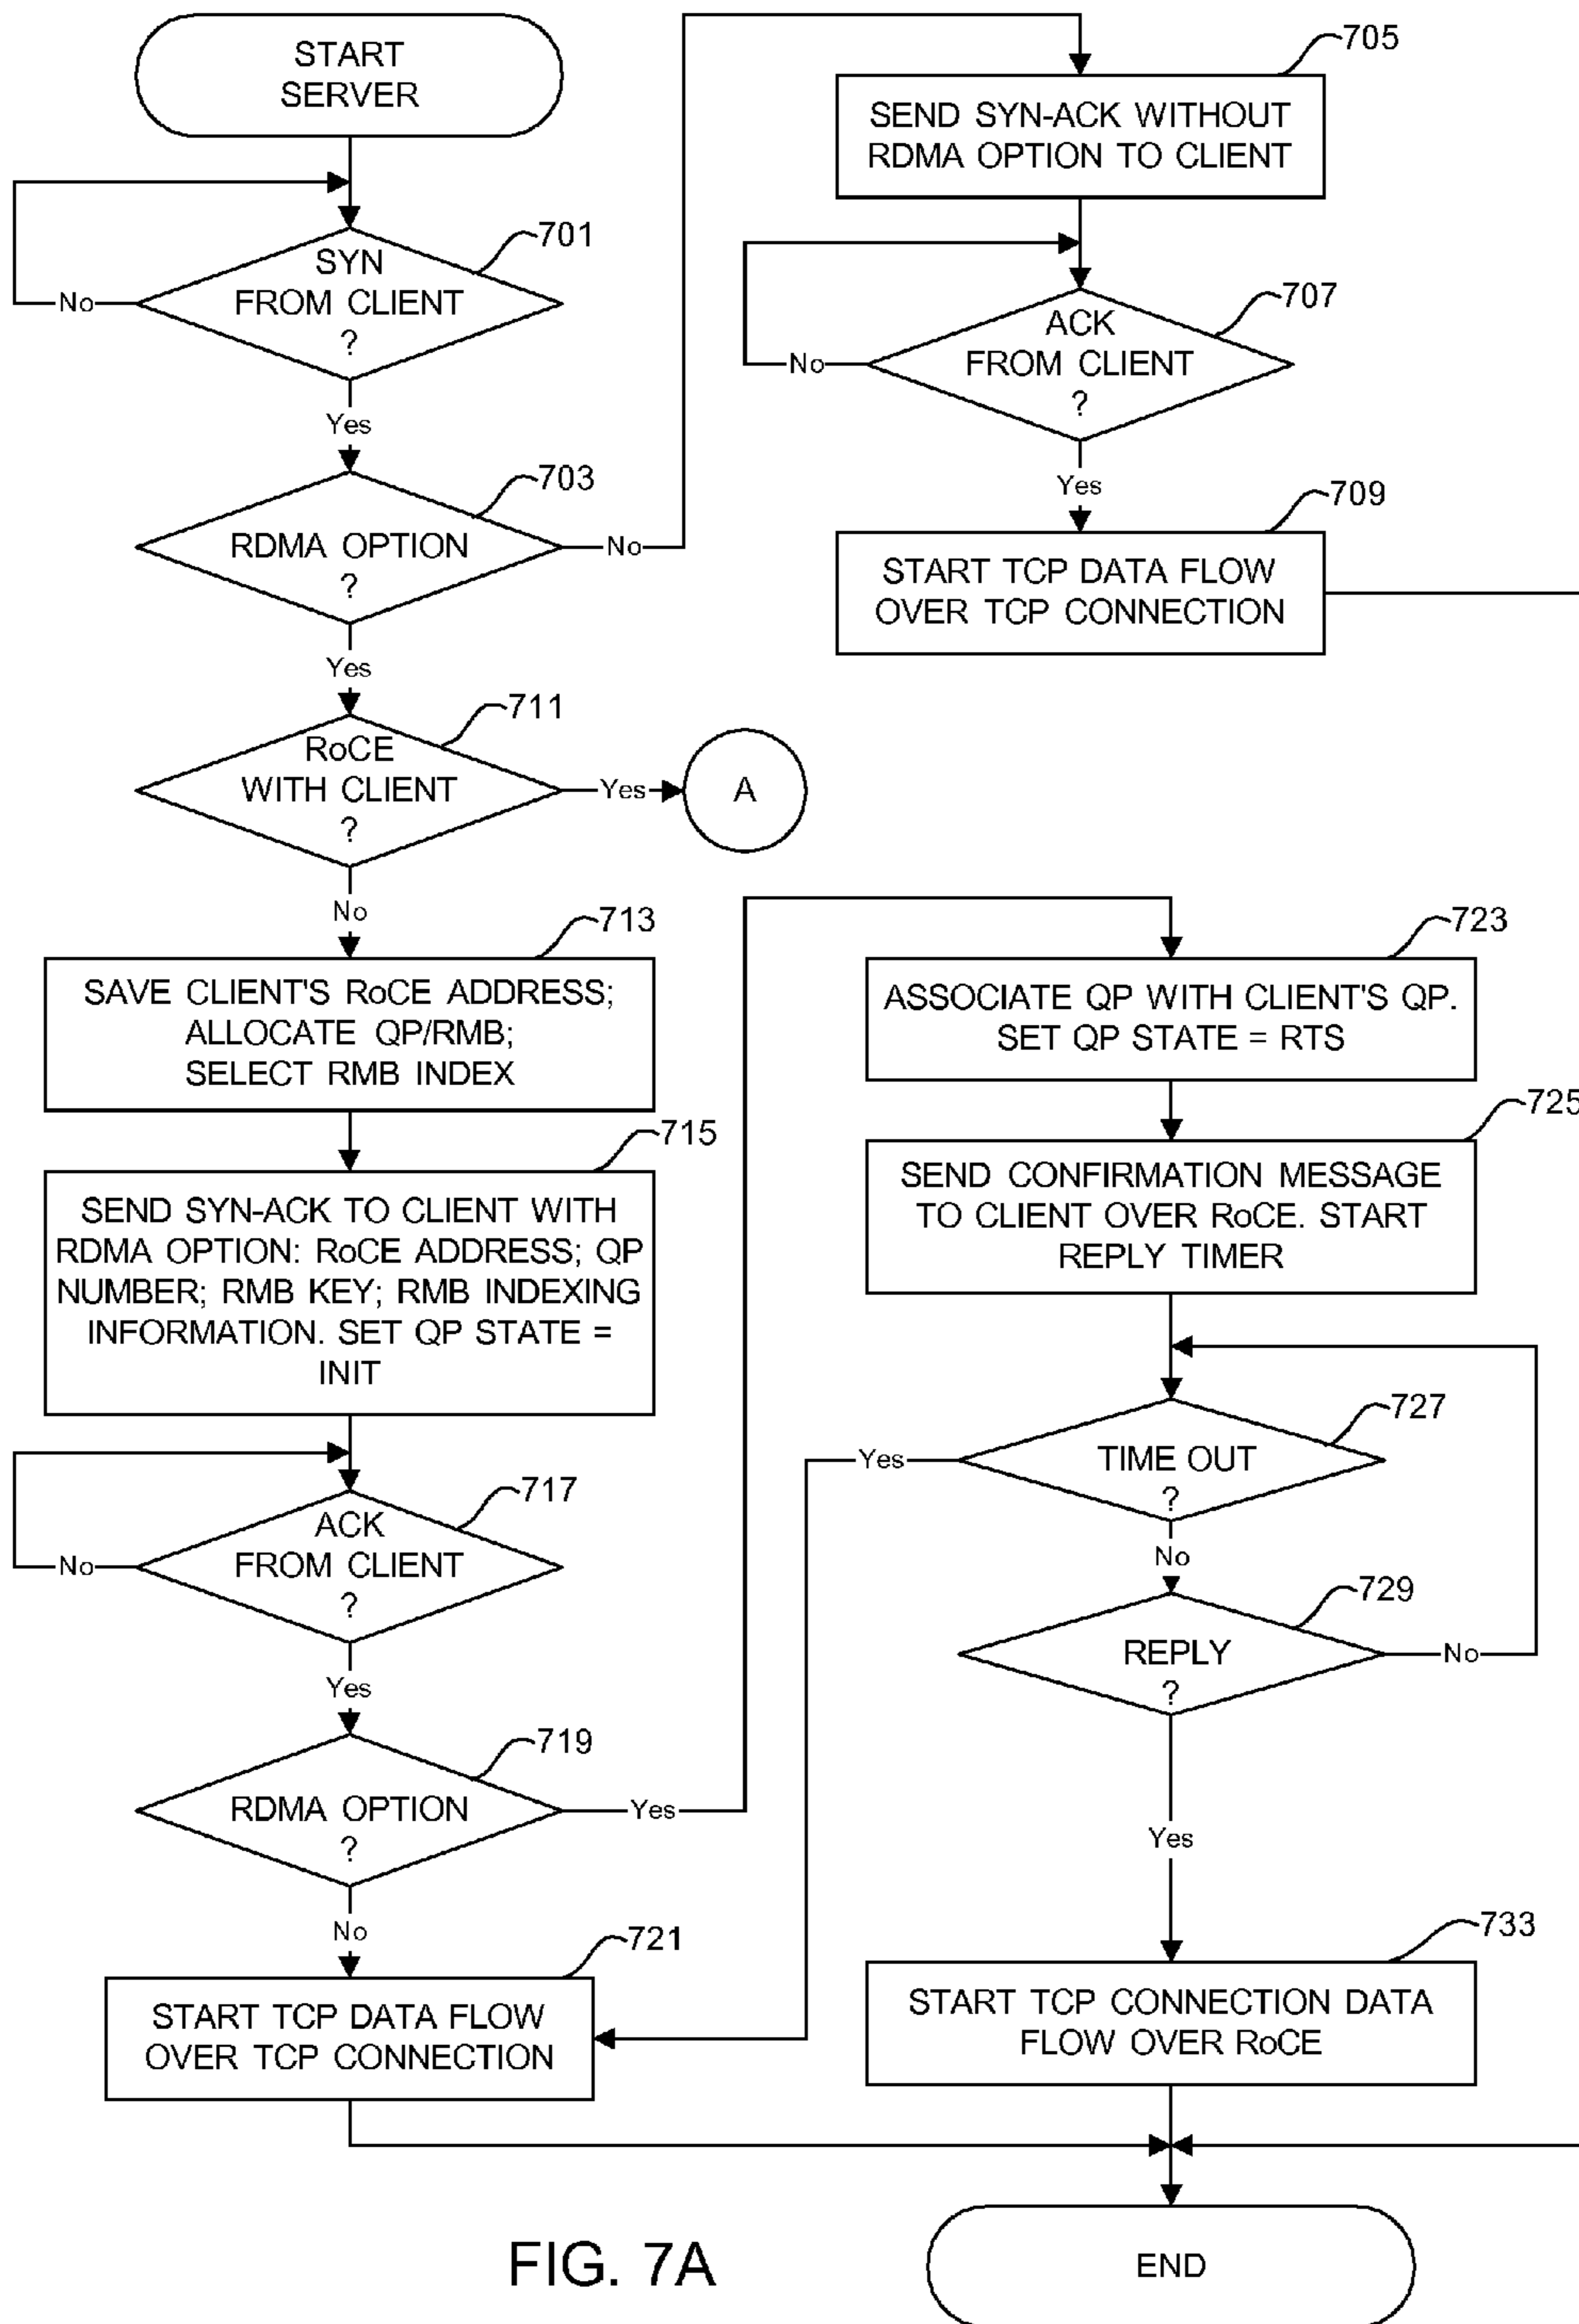 START
SERVER
701
SYN
FROM CLIENT
?
No
Yes
703
RDMA OPTION
?
No
Yes
705
SEND SYN-ACK WITHOUT
RDMA OPTION TO CLIENT
707
ACK
FROM CLIENT
?
No
Yes
709
START TCP DATA FLOW
OVER TCP CONNECTION
711
RoCE
WITH CLIENT
?
Yes
A
No
713
SAVE CLIENT'S RoCE ADDRESS;
ALLOCATE QP/RMB;
SELECT RMB INDEX
715
SEND SYN-ACK TO CLIENT WITH
RDMA OPTION: RoCE ADDRESS; QP
NUMBER; RMB KEY; RMB INDEXING
INFORMATION. SET QP STATE =
INIT
717
ACK
FROM CLIENT
?
No
Yes
719
RDMA OPTION
?
Yes
No
721
START TCP DATA FLOW
OVER TCP CONNECTION
723
ASSOCIATE QP WITH CLIENT'S QP.
SET QP STATE = RTS
725
SEND CONFIRMATION MESSAGE
TO CLIENT OVER RoCE. START
REPLY TIMER
727
TIME OUT
?
Yes
No
729
REPLY
?
No
Yes
733
START TCP CONNECTION DATA
FLOW OVER RoCE
END
FIG. 7A